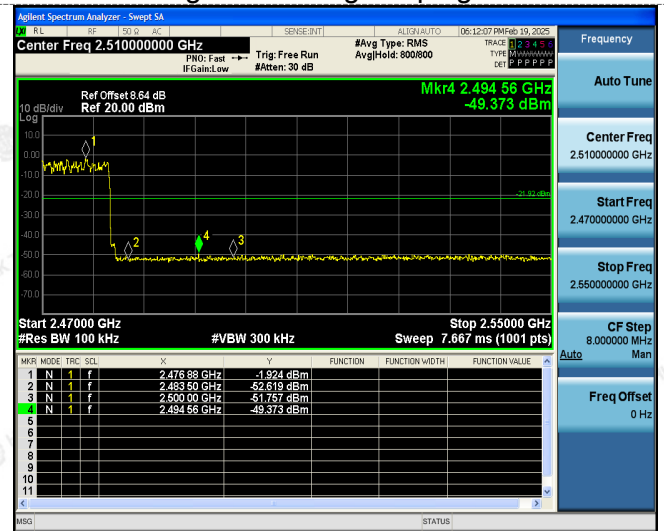 Agilent Spectrum Analyzer - Swept SA
LXI RL RF 50 Ω AC SENSE:INT ALIGN AUTO 06:12:07 PM Feb 19, 2025
Center Freq 2.510000000 GHz
PNO: Fast
IFGain:Low
Trig: Free Run
#Atten: 30 dB
#Avg Type: RMS
Avg|Hold: 800/800
TRACE 1 2 3 4 5 6
TYPE MWWWWW
DET P P P P P P
Ref Offset 8.64 dB
10 dB/div Ref 20.00 dBm
Log
Mkr4 2.494 56 GHz
-49.373 dBm
10.0
0.00
-10.0
-20.0
-30.0
-40.0
-50.0
-60.0
-70.0
1
2
4
3
-21.92 dBm
Start 2.47000 GHz Stop 2.55000 GHz
#Res BW 100 kHz #VBW 300 kHz Sweep 7.667 ms (1001 pts)
MKR MODE TRC SCL X Y FUNCTION FUNCTION WIDTH FUNCTION VALUE
1 N 1 f 2.476 88 GHz -1.924 dBm
2 N 1 f 2.483 50 GHz -52.619 dBm
3 N 1 f 2.500 00 GHz -51.757 dBm
4 N 1 f 2.494 56 GHz -49.373 dBm
5
6
7
8
9
10
11
MSG STATUS
Frequency
Auto Tune
Center Freq
2.510000000 GHz
Start Freq
2.470000000 GHz
Stop Freq
2.550000000 GHz
CF Step
8.000000 MHz
Auto Man
Freq Offset
0 Hz